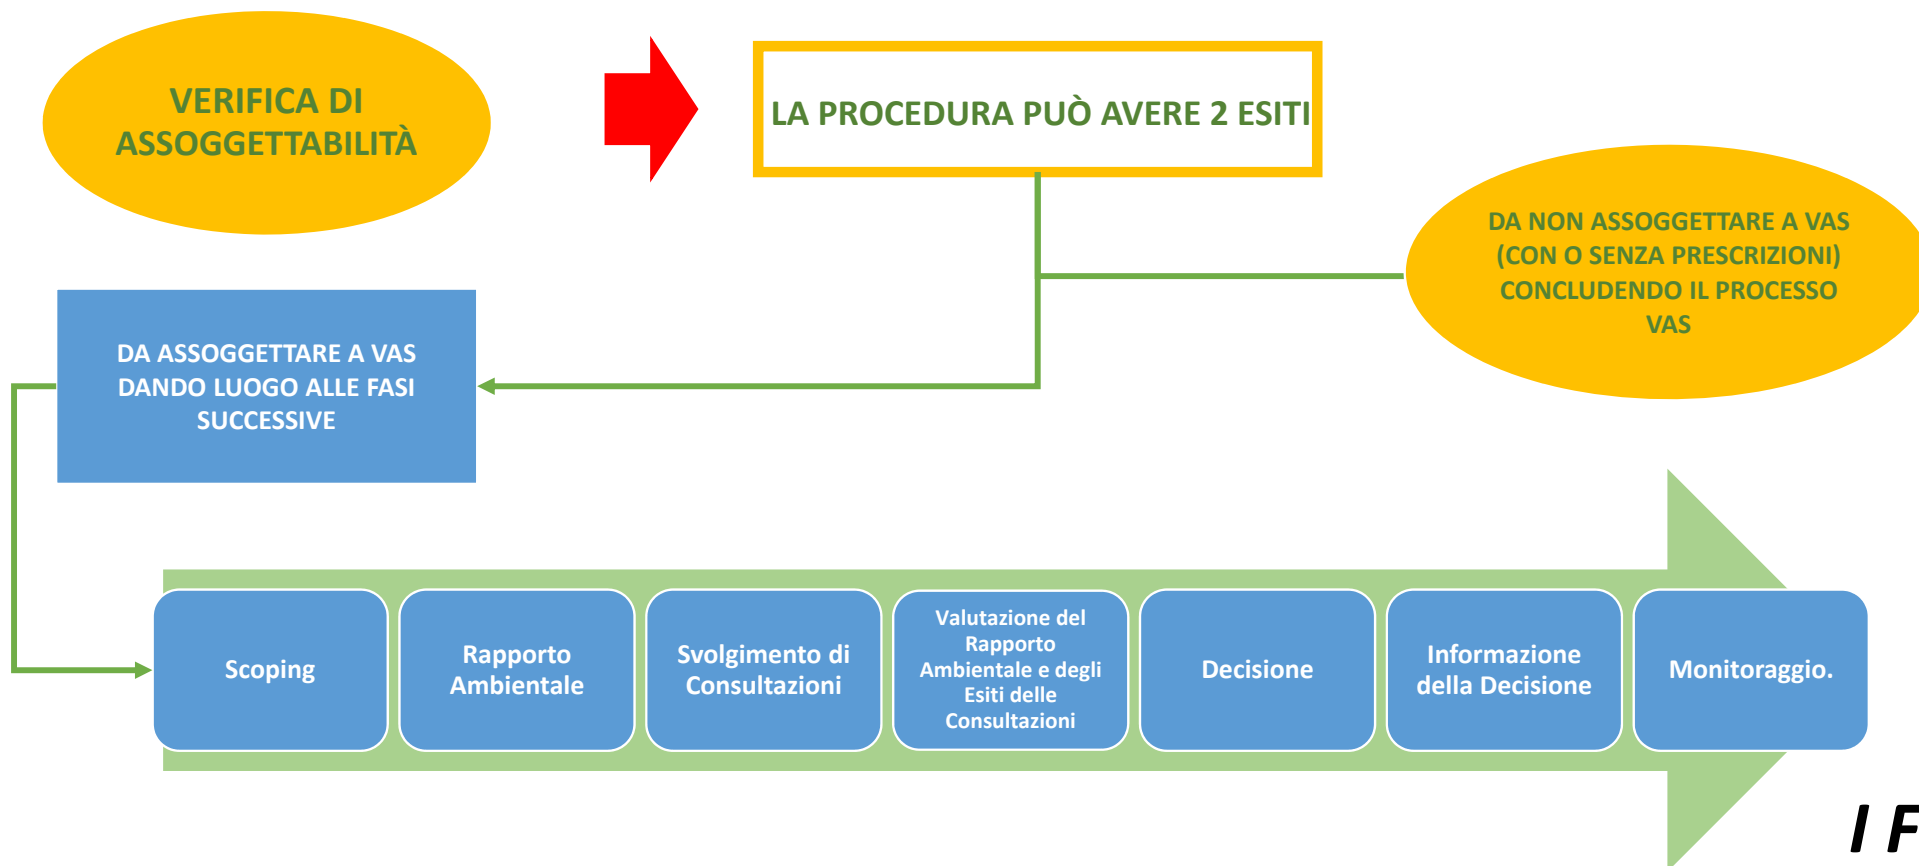 VERIFICA DI
ASSOGGETTABILITÀ
LA PROCEDURA PUÒ AVERE 2 ESITI
DA NON ASSOGGETTARE A VAS
(CON O SENZA PRESCRIZIONI)
CONCLUDENDO IL PROCESSO
VAS
DA ASSOGGETTARE A VAS
DANDO LUOGO ALLE FASI
SUCCESSIVE
Scoping
Rapporto
Ambientale
Svolgimento di
Consultazioni
Valutazione del
Rapporto
Ambientale e degli
Esiti delle
Consultazioni
Decisione
Informazione
della Decisione
Monitoraggio.
I F